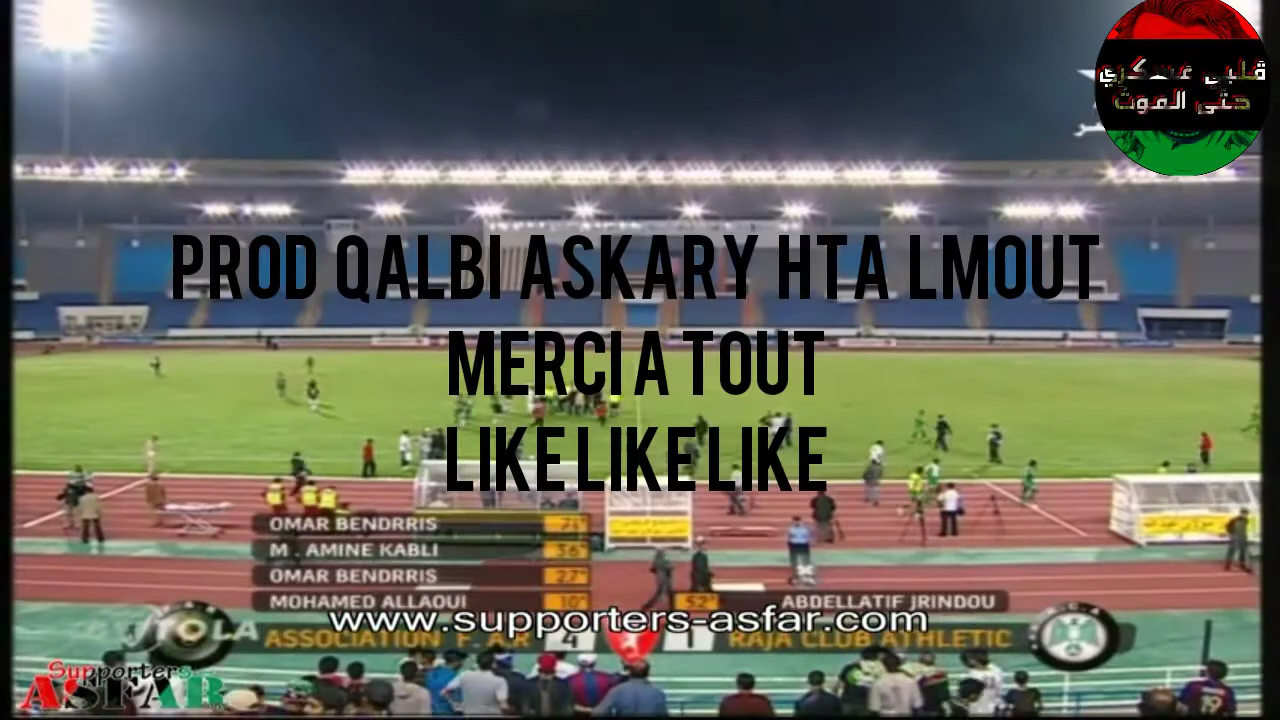 قلبي عسكري
حتى الموت
PROD QALBI ASKARY HTA LMOUT
MERCI A TOUT
LIKE LIKE LIKE
OMAR BENDRRIS 71'
M . AMINE KABLI 36'
OMAR BENDRRIS 27'
MOHAMED ALLAOUI 10'
52' ABDELLATIF JRINDOU
www.supporters-asfar.com
ASSOCIATION F. A.R 4 1 RAJA CLUB ATHLETIC
Supporters
ASFAR
19